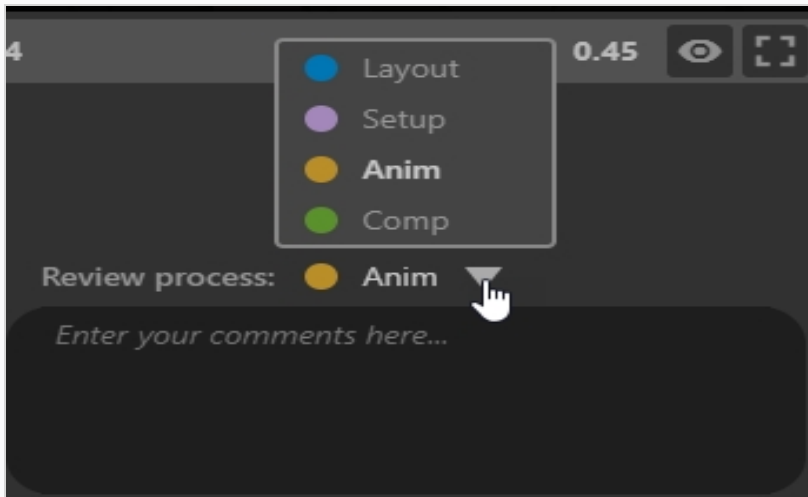 4
0.45
Layout
Setup
Anim
Comp
Review process: Anim
Enter your comments here...